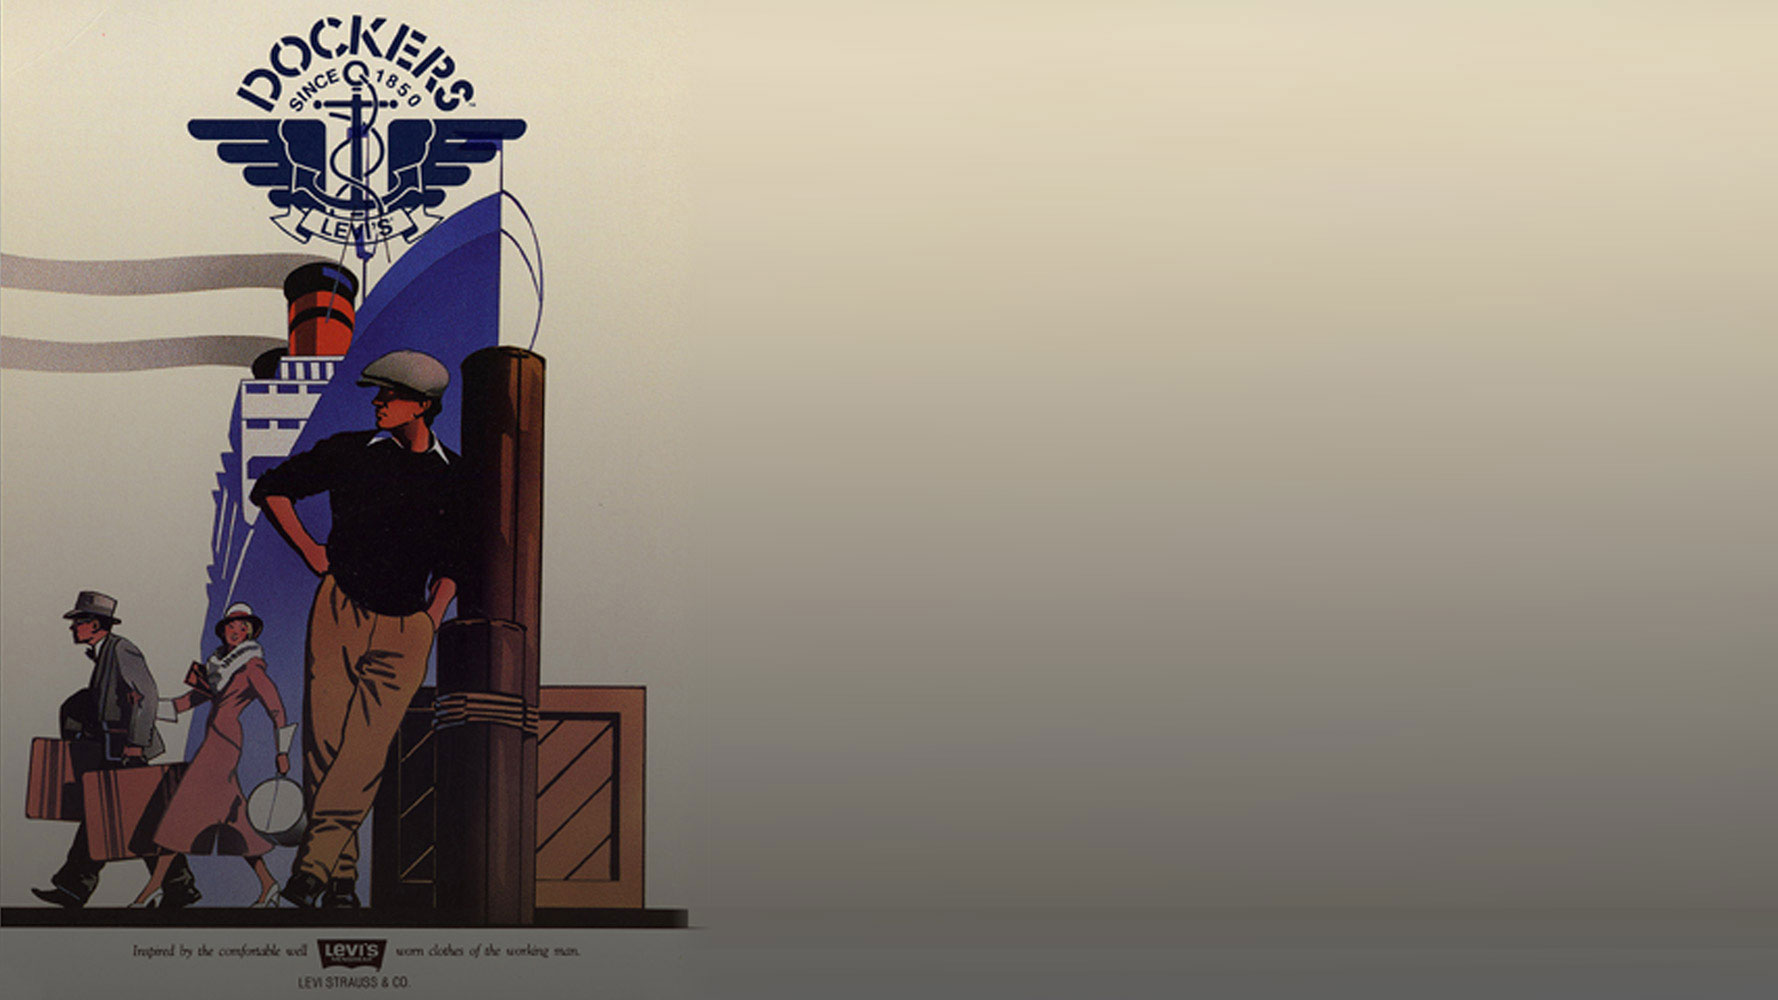 DOCKERS
SINCE 1850
LEVI'S
Inspired by the comfortable well LEVI'S MENSWEAR worn clothes of the working man.
LEVI STRAUSS & CO.